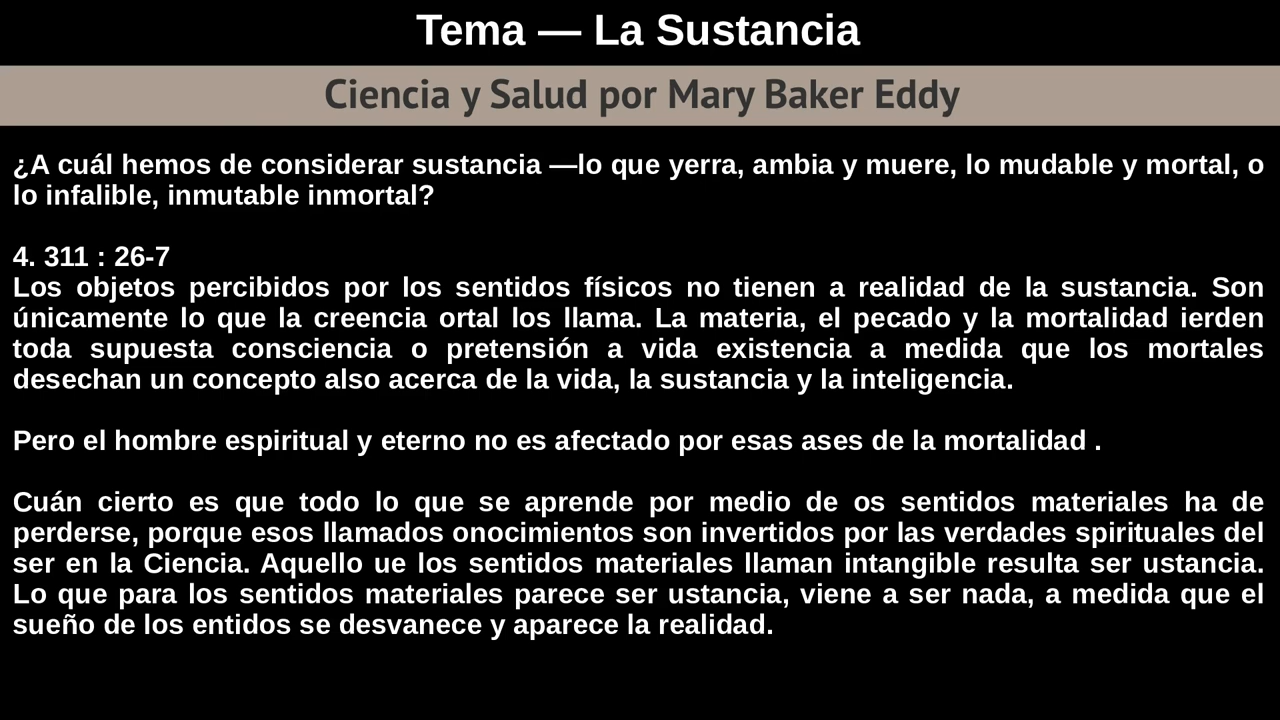 Tema — La Sustancia
Ciencia y Salud por Mary Baker Eddy
¿A cuál hemos de considerar sustancia —lo que yerra, ambia y muere, lo mudable y mortal, o
lo infalible, inmutable inmortal?
4. 311 : 26-7
Los objetos percibidos por los sentidos físicos no tienen a realidad de la sustancia. Son
únicamente lo que la creencia ortal los llama. La materia, el pecado y la mortalidad ierden
toda supuesta consciencia o pretensión a vida existencia a medida que los mortales
desechan un concepto also acerca de la vida, la sustancia y la inteligencia.
Pero el hombre espiritual y eterno no es afectado por esas ases de la mortalidad .
Cuán cierto es que todo lo que se aprende por medio de os sentidos materiales ha de
perderse, porque esos llamados onocimientos son invertidos por las verdades spirituales del
ser en la Ciencia. Aquello ue los sentidos materiales llaman intangible resulta ser ustancia.
Lo que para los sentidos materiales parece ser ustancia, viene a ser nada, a medida que el
sueño de los entidos se desvanece y aparece la realidad.